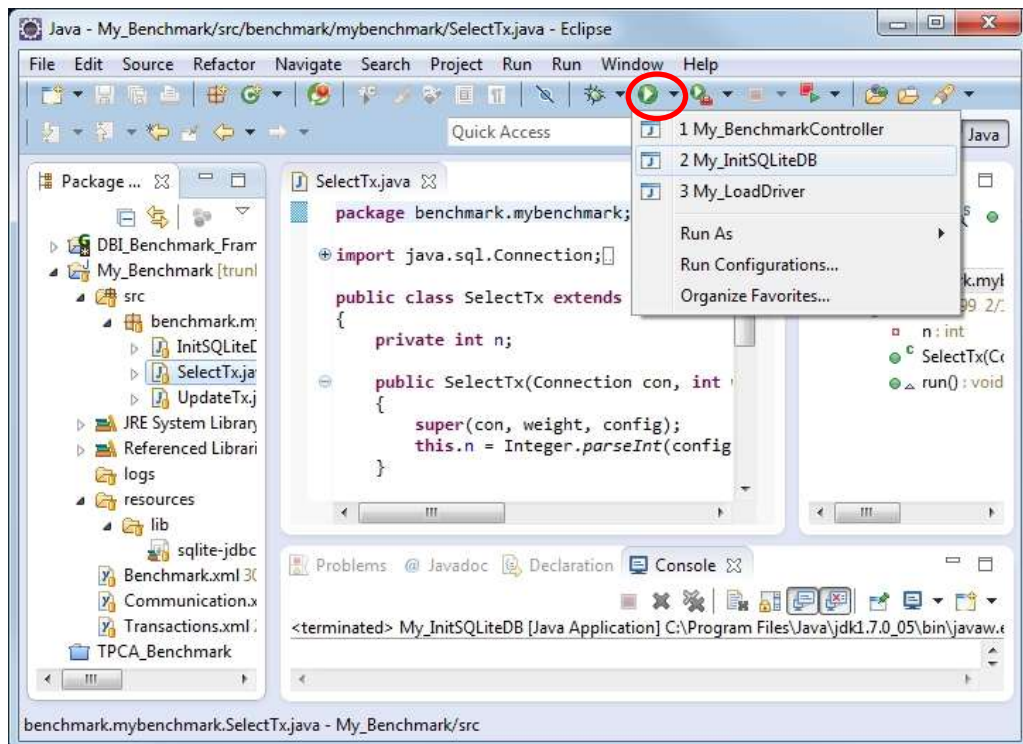 Java - My_Benchmark/src/benchmark/mybenchmark/SelectTx.java - Eclipse
File Edit Source Refactor Navigate Search Project Run Run Window Help
Quick Access
Java
1 My_BenchmarkController
2 My_InitSQLiteDB
3 My_LoadDriver
Run As
Run Configurations...
Organize Favorites...
Package ...
DBI_Benchmark_Fram
My_Benchmark [trunl
src
benchmark.m
InitSQLiteD
SelectTx.ja
UpdateTx.j
JRE System Library
Referenced Librari
logs
resources
lib
sqlite-jdbc
Benchmark.xml 30
Communication.x
Transactions.xml
TPCA_Benchmark
SelectTx.java
package benchmark.mybenchmark;
import java.sql.Connection;
public class SelectTx extends
{
private int n;
public SelectTx(Connection con, int
{
super(con, weight, config);
this.n = Integer.parseInt(config
}
k.myb
99 2/
n : int
SelectTx(Co
run() : void
Problems @ Javadoc Declaration Console
<terminated> My_InitSQLiteDB [Java Application] C:\Program Files\Java\jdk1.7.0_05\bin\javaw.e
benchmark.mybenchmark.SelectTx.java - My_Benchmark/src